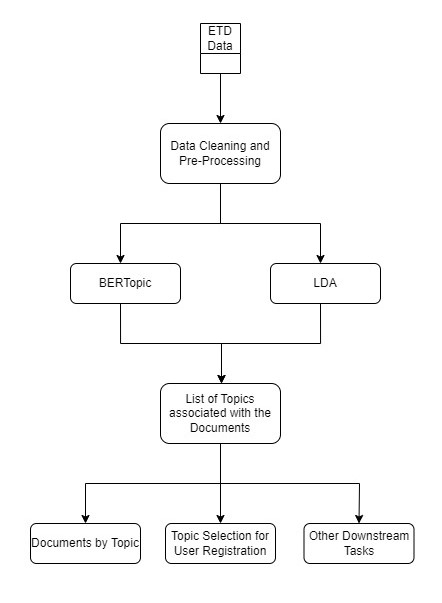 ETD
Data
Data Cleaning and
Pre-Processing
BERTopic
LDA
List of Topics
associated with the
Documents
Documents by Topic
Topic Selection for
User Registration
Other Downstream
Tasks